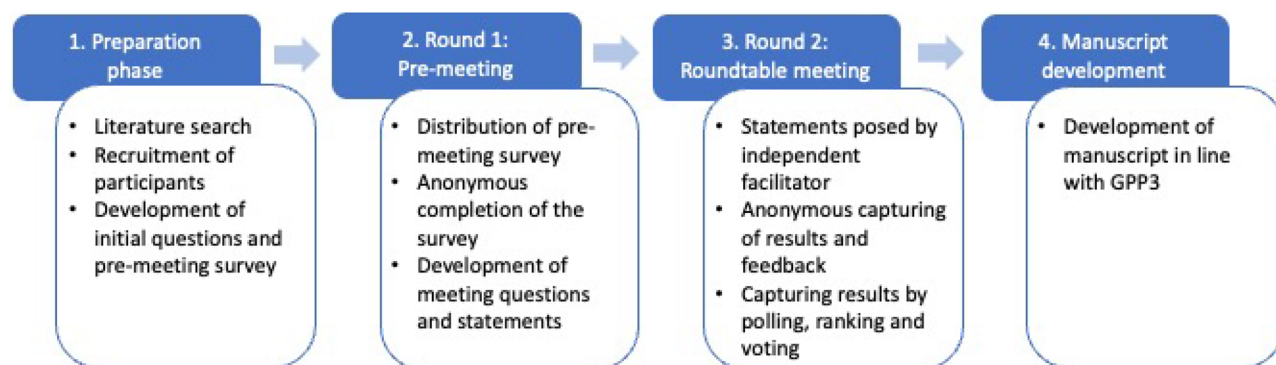 1. Preparation
phase
• Literature search
• Recruitment of
participants
• Development of
initial questions and
pre-meeting survey
2. Round 1:
Pre-meeting
• Distribution of pre-
meeting survey
• Anonymous
completion of the
survey
• Development of
meeting questions
and statements
3. Round 2:
Roundtable meeting
• Statements posed by
independent
facilitator
• Anonymous capturing
of results and
feedback
• Capturing results by
polling, ranking and
voting
4. Manuscript
development
• Development of
manuscript in line
with GPP3